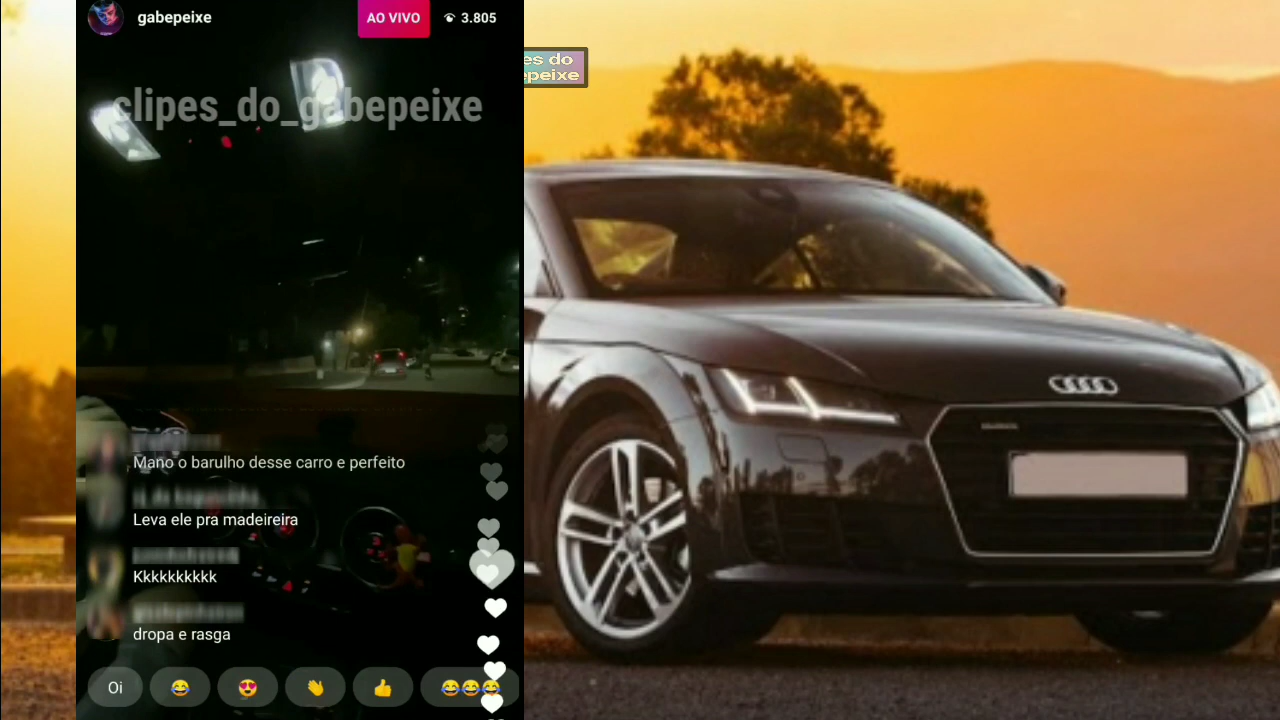 gabepeixe
AO VIVO
3.805
es do
epeixe
clipes_do_gabepeixe
Mano o barulho desse carro e perfeito
Leva ele pra madeireira
Kkkkkkkkkk
dropa e rasga
Oi